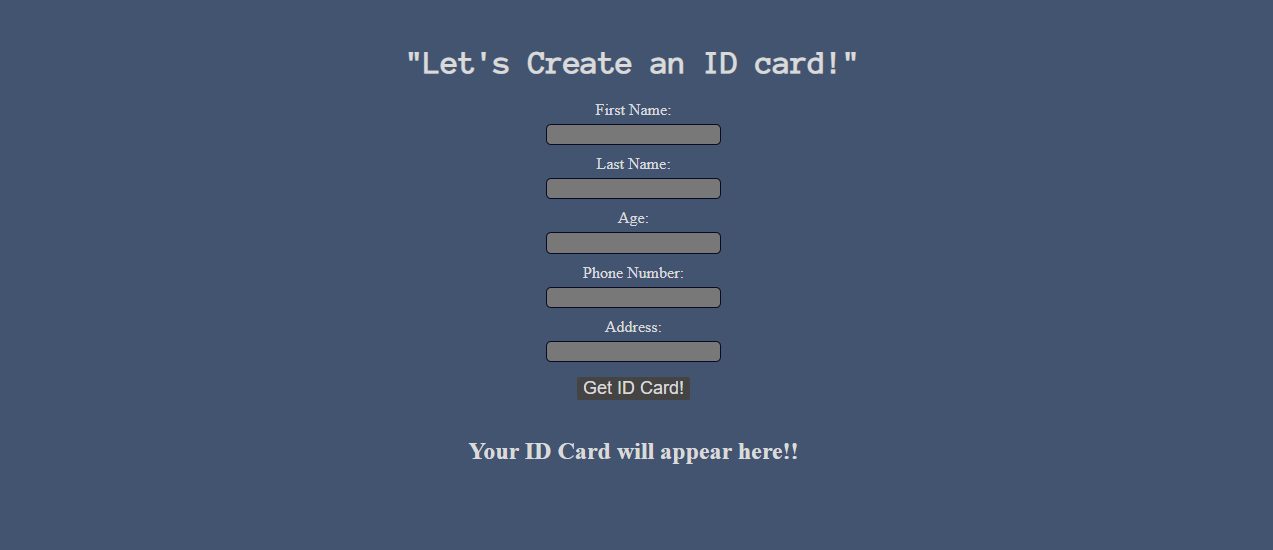 "Let's Create an ID card!"
First Name:
Last Name:
Age:
Phone Number:
Address:
Get ID Card!
Your ID Card will appear here!!